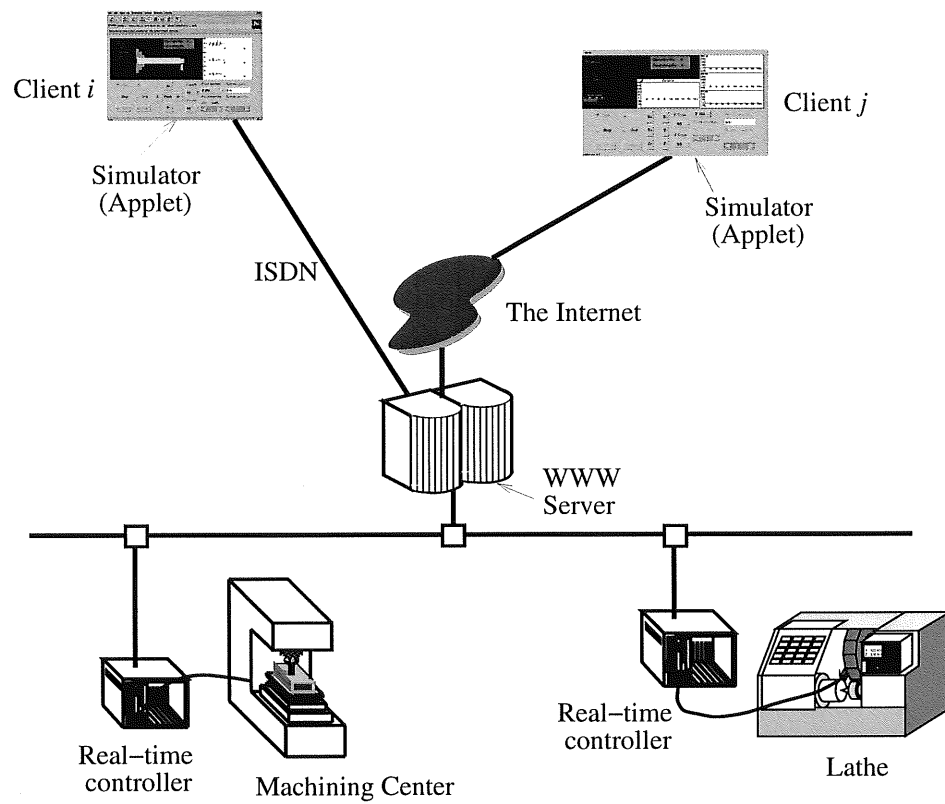 Client i
Client j
Simulator
(Applet)
Simulator
(Applet)
ISDN
The Internet
WWW
Server
Real−time
controller
Machining Center
Real−time
controller
Lathe